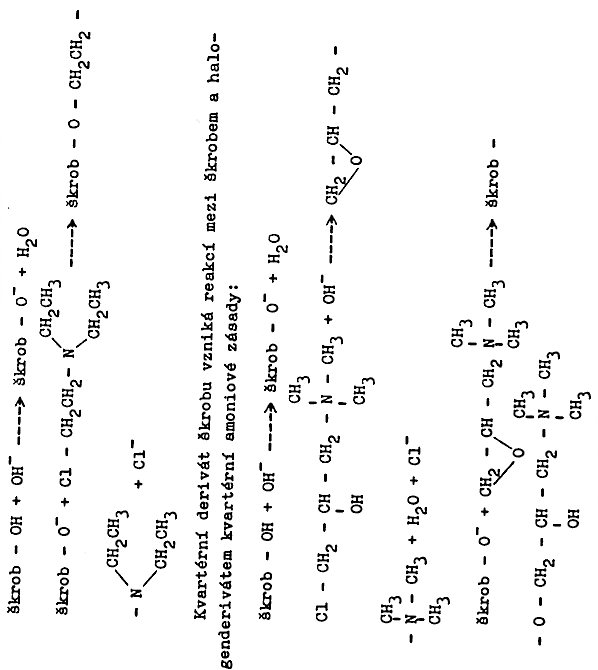 škrob - OH + OH⁻ ----→ škrob - O⁻ + H₂O
CH₂CH₃
škrob - O⁻ + Cl - CH₂CH₂ - N ----→ škrob - O - CH₂CH₂ -
CH₂CH₃
CH₂CH₃
- N + Cl⁻
CH₂CH₃
Kvartérní derivát škrobu vzniká reakcí mezi škrobem a halo-
genderivátem kvartérní amoniové zásady:
škrob - OH + OH⁻ ----→ škrob - O⁻ + H₂O
CH₃
Cl - CH₂ - CH - CH₂ - N - CH₃ + OH⁻ ----→ CH₂ - CH - CH₂ -
OH CH₃ O
CH₃
- N - CH₃ + H₂O + Cl⁻
CH₃
CH₃
škrob - O⁻ + CH₂ - CH - CH₂ - N - CH₃ ----→ škrob -
O CH₃
CH₃
- O - CH₂ - CH - CH₂ - N - CH₃
OH CH₃